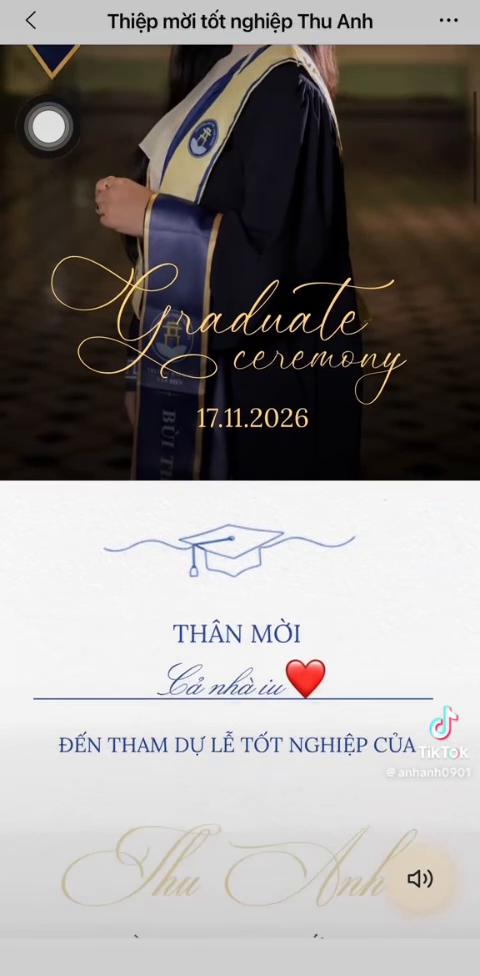 Thiệp mời tốt nghiệp Thu Anh
Graduate
ceremony
17.11.2026
BÙI
THÂN MỜI
Cả nhà iu
ĐẾN THAM DỰ LỄ TỐT NGHIỆP CỦA
TikTok
@anhanh0901
Thu Anh